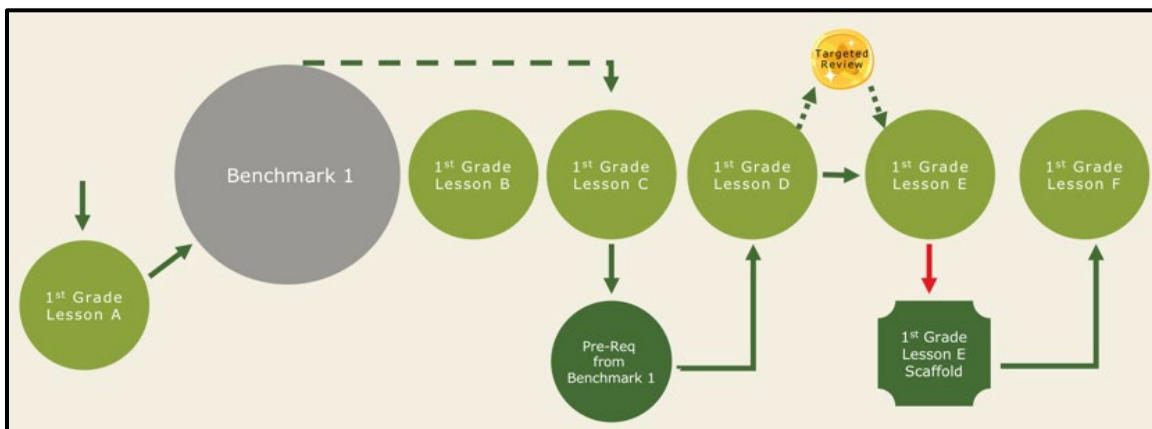 Targeted
Review
Benchmark 1
1st Grade
Lesson B
1st Grade
Lesson C
1st Grade
Lesson D
1st Grade
Lesson E
1st Grade
Lesson F
1st Grade
Lesson A
Pre-Req
from
Benchmark 1
1st Grade
Lesson E
Scaffold